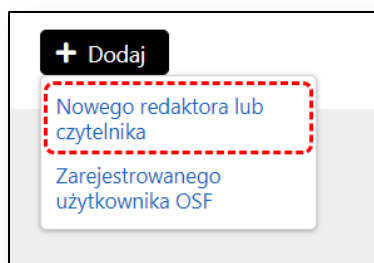 + Dodaj
Nowego redaktora lub
czytelnika
Zarejestrowanego
użytkownika OSF